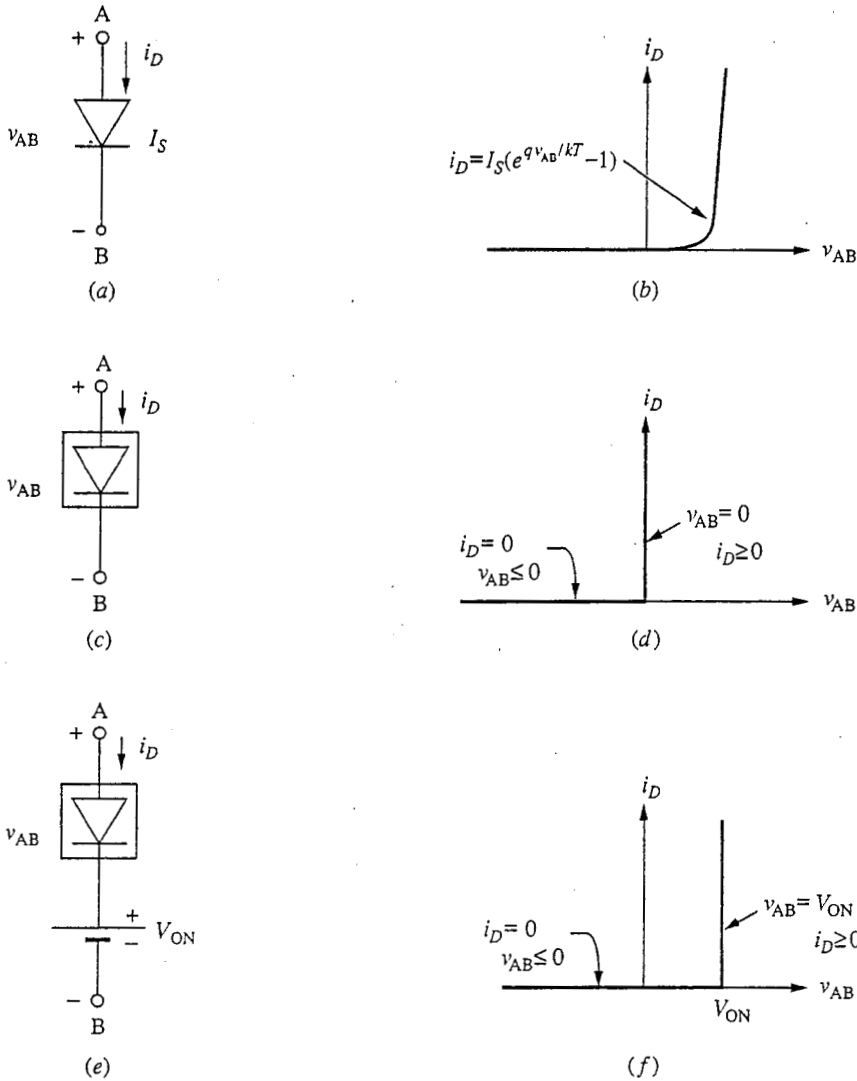 A
+
i_D
v_AB
I_S
−
B
(a)
i_D
i_D = I_S(e^{qv_AB/kT} − 1)
v_AB
(b)
A
+
i_D
v_AB
−
B
(c)
i_D
v_AB = 0
i_D ≥ 0
i_D = 0
v_AB ≤ 0
v_AB
(d)
A
+
i_D
v_AB
+
V_ON
−
−
B
(e)
i_D
v_AB = V_ON
i_D ≥ 0
i_D = 0
v_AB ≤ 0
v_AB
V_ON
(f)